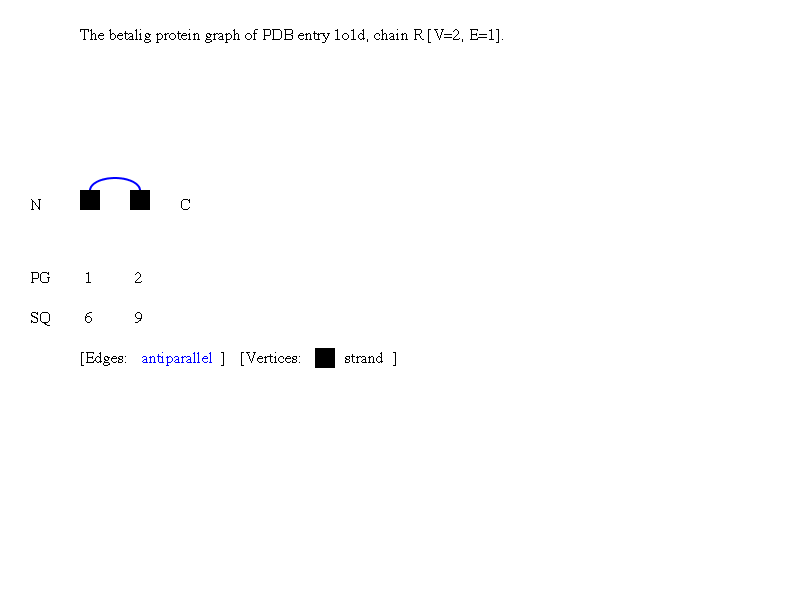 The betalig protein graph of PDB entry 1o1d, chain R [V=2, E=1].
N C
PG 1 2
SQ 6 9
[Edges: antiparallel ] [Vertices: strand ]